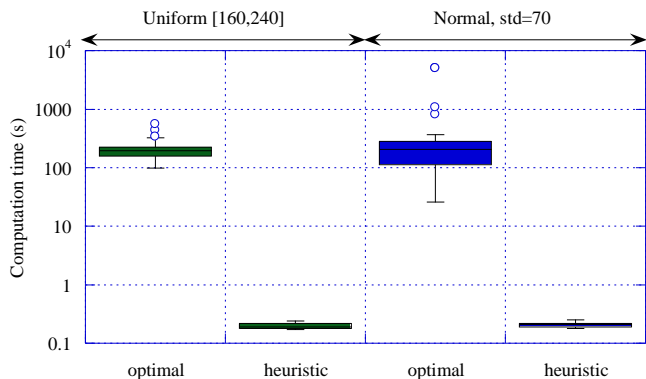 Uniform [160,240] Normal, std=70
10^4
1000
100
10
1
0.1
Computation time (s)
optimal heuristic optimal heuristic